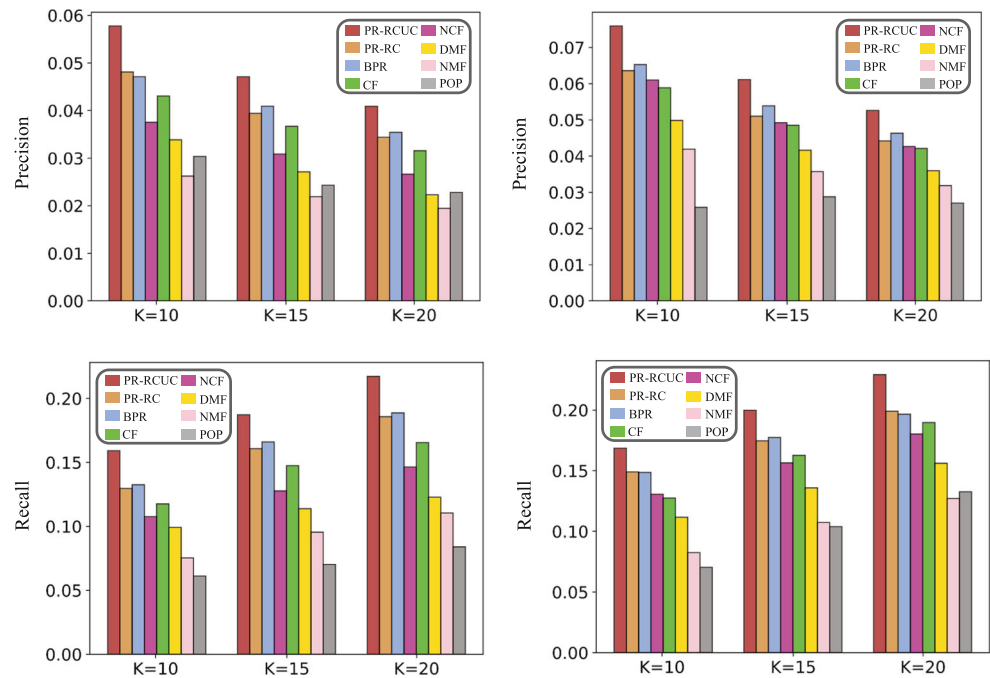 Precision
0.06
0.05
0.04
0.03
0.02
0.01
0.00
PR-RCUC NCF
PR-RC DMF
BPR NMF
CF POP
K=10 K=15 K=20
Precision
0.07
0.06
0.05
0.04
0.03
0.02
0.01
0.00
PR-RCUC NCF
PR-RC DMF
BPR NMF
CF POP
K=10 K=15 K=20
Recall
0.20
0.15
0.10
0.05
0.00
PR-RCUC NCF
PR-RC DMF
BPR NMF
CF POP
K=10 K=15 K=20
Recall
0.20
0.15
0.10
0.05
0.00
PR-RCUC NCF
PR-RC DMF
BPR NMF
CF POP
K=10 K=15 K=20